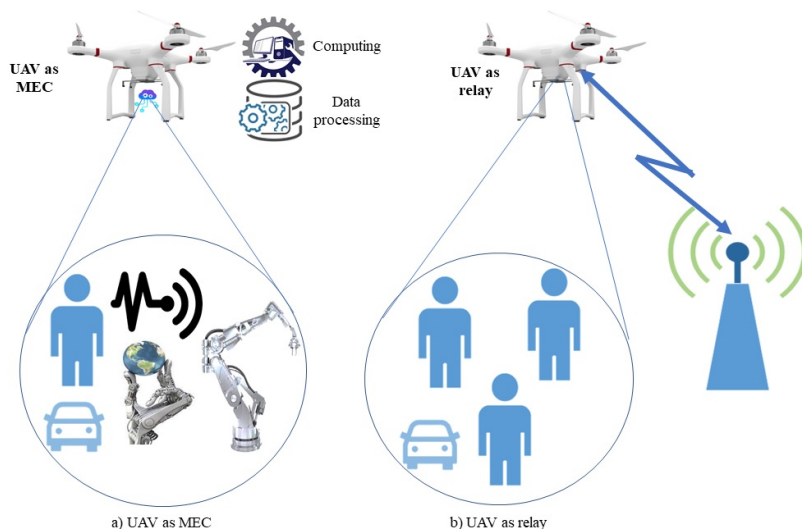 UAV as
MEC
Computing
Data
processing
UAV as
relay
a) UAV as MEC
b) UAV as relay